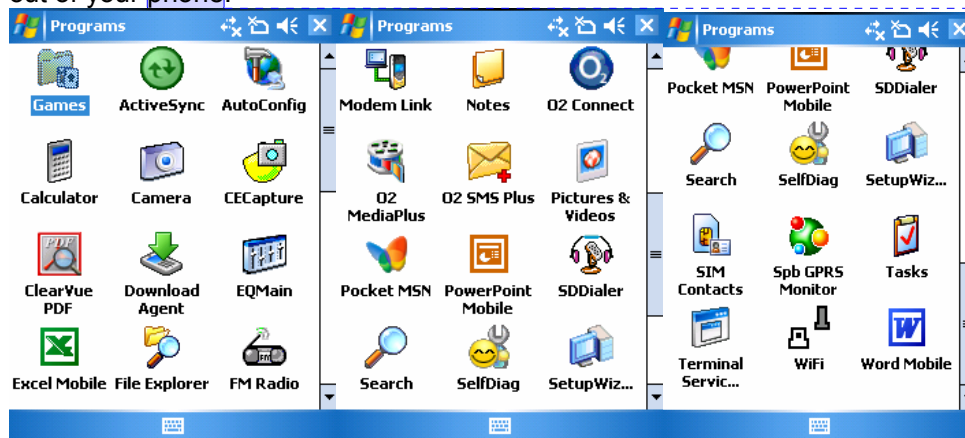 out of your phone.
Programs
Games ActiveSync AutoConfig
Calculator Camera CECapture
PDF
ClearVue PDF Download Agent EQMain
FM
Excel Mobile File Explorer FM Radio
Programs
Modem Link Notes O2 Connect
O2
O2 MediaPlus O2 SMS Plus Pictures & Videos
Pocket MSN PowerPoint Mobile SDDialer
Search SelfDiag SetupWiz...
Programs
Pocket MSN PowerPoint Mobile SDDialer
Search SelfDiag SetupWiz...
SIM Contacts Spb GPRS Monitor Tasks
Terminal Servic... WiFi Word Mobile